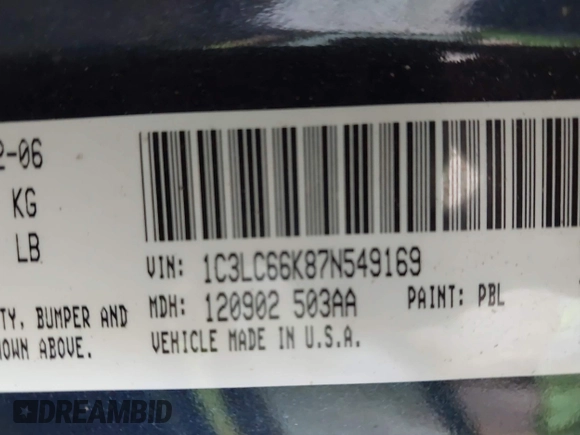 2-06
KG
LB
VIN: 1C3LC66K87N549169
MDH: 120902 503AA PAINT: PBL
TY, BUMPER AND VEHICLE MADE IN U.S.A.
OWN ABOVE.
DREAMBID